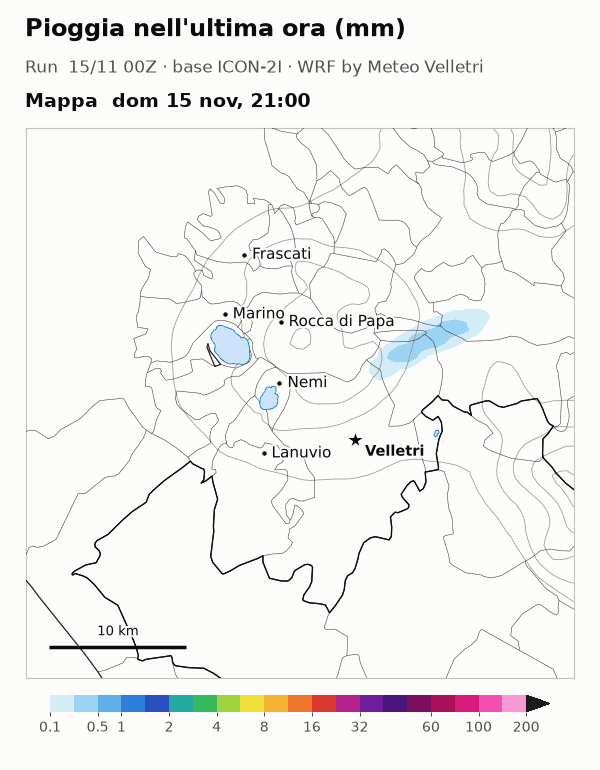 Pioggia nell'ultima ora (mm)
Run  15/11 00Z · base ICON-2I · WRF by Meteo Velletri
Mappa  dom 15 nov, 21:00
Frascati
Marino
Rocca di Papa
Nemi
Velletri
Lanuvio
10 km
0.1 0.5 1 2 4 8 16 32 60 100 200